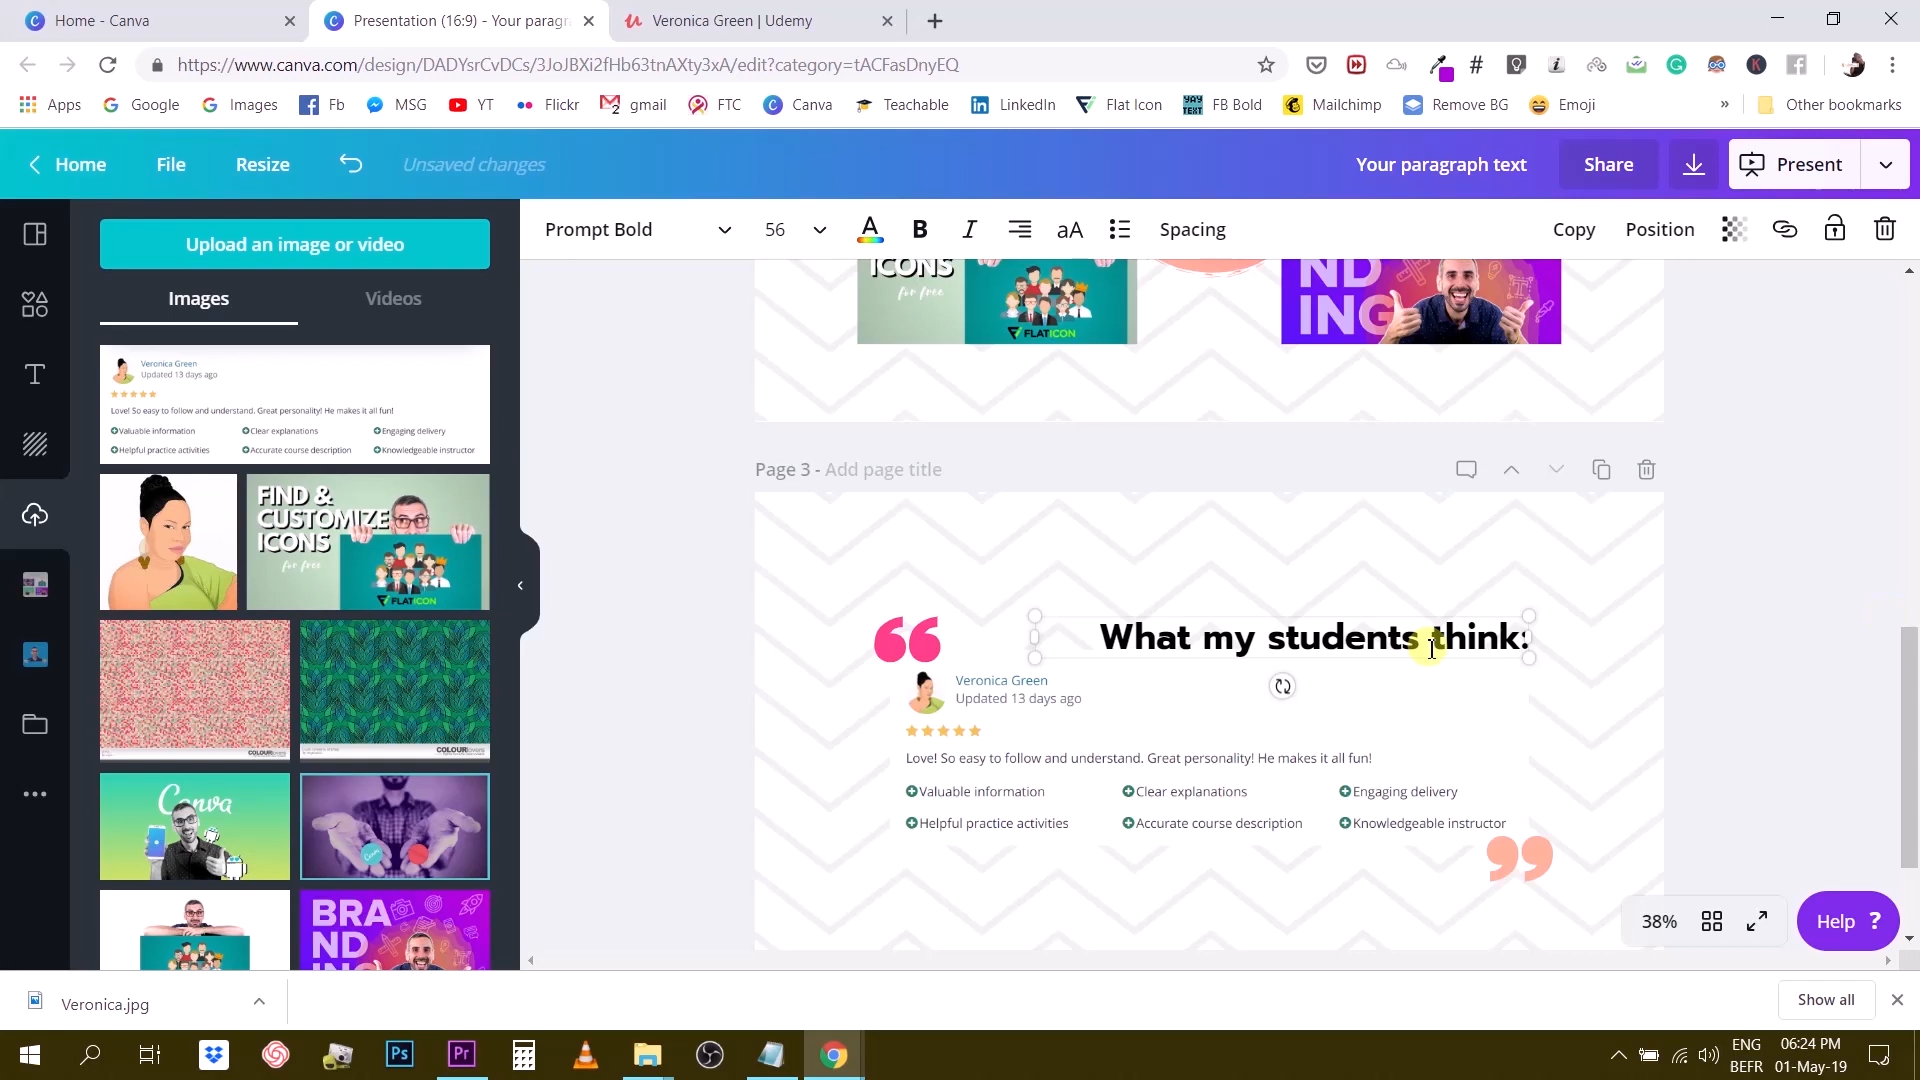 Home - Canva
Presentation (16:9) - Your paragr
Veronica Green | Udemy
https://www.canva.com/design/DADYsrCvDCs/3JoJBXi2fHb63tnAXty3xA/edit?category=tACFasDnyEQ
Apps Google Images Fb MSG YT Flickr gmail FTC Canva Teachable LinkedIn Flat Icon FB Bold Mailchimp Remove BG Emoji » Other bookmarks
Home File Resize Unsaved changes Your paragraph text Share Present
Upload an image or video
Prompt Bold 56 A B I aA Spacing Copy Position
Images Videos
Veronica Green
Updated 13 days ago
Love! So easy to follow and understand. Great personality! He makes it all fun!
Valuable information Clear explanations Engaging delivery
Helpful practice activities Accurate course description Knowledgeable instructor
FIND &
CUSTOMIZE
ICONS
for free
FLATICON
COLOURlovers
COLOURlovers
Canva
Canva
BRA
ND
ING
ICONS
for free
FLATICON
ND
ING
Page 3 - Add page title
What my students think:
Veronica Green
Updated 13 days ago
Love! So easy to follow and understand. Great personality! He makes it all fun!
Valuable information Clear explanations Engaging delivery
Helpful practice activities Accurate course description Knowledgeable instructor
38%
Help ?
Veronica.jpg
Show all
Ps Pr
ENG
BEFR
06:24 PM
01-May-19